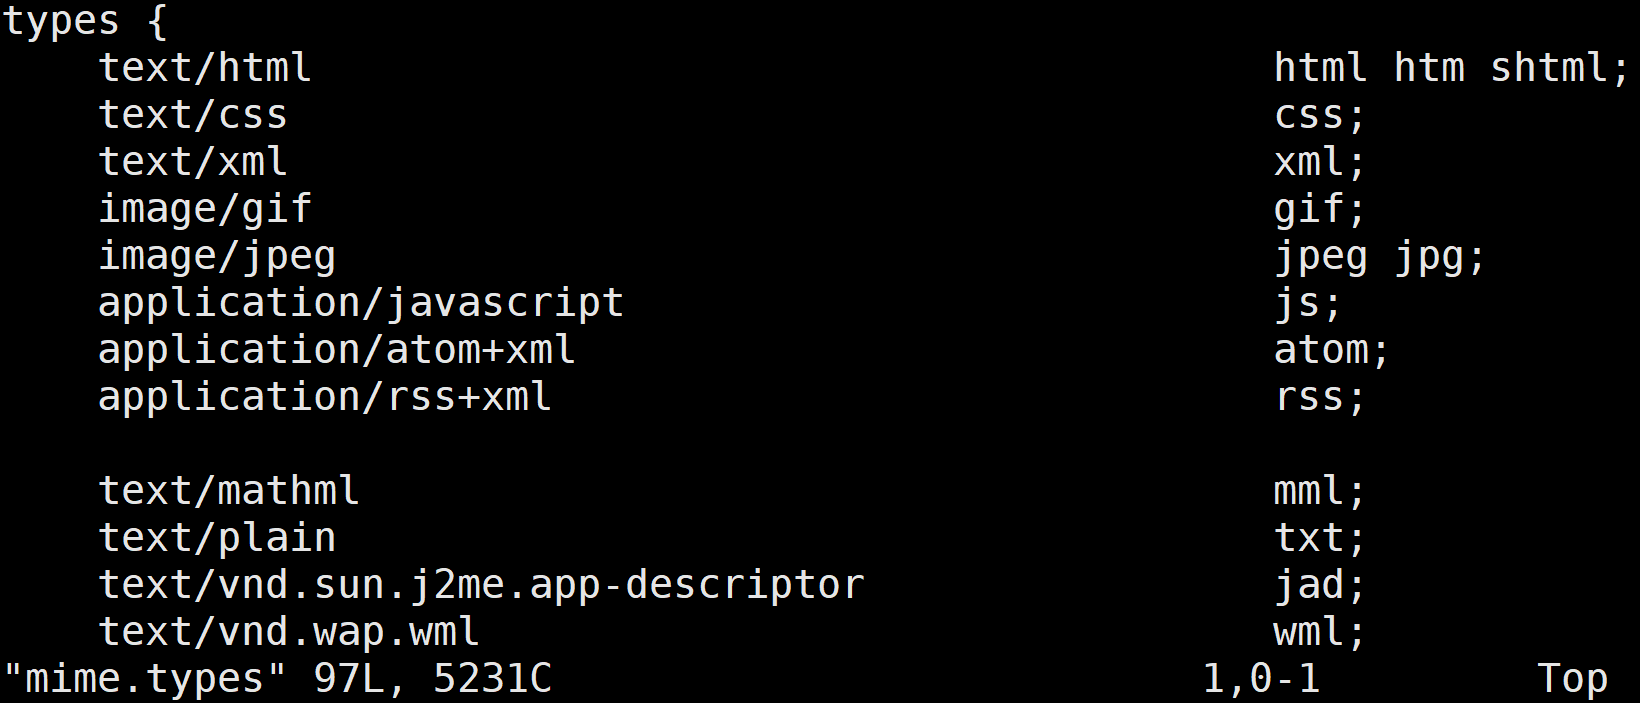 types {
    text/html                                        html htm shtml;
    text/css                                         css;
    text/xml                                         xml;
    image/gif                                        gif;
    image/jpeg                                       jpeg jpg;
    application/javascript                           js;
    application/atom+xml                             atom;
    application/rss+xml                              rss;

    text/mathml                                      mml;
    text/plain                                       txt;
    text/vnd.sun.j2me.app-descriptor                 jad;
    text/vnd.wap.wml                                 wml;
"mime.types" 97L, 5231C                           1,0-1         Top